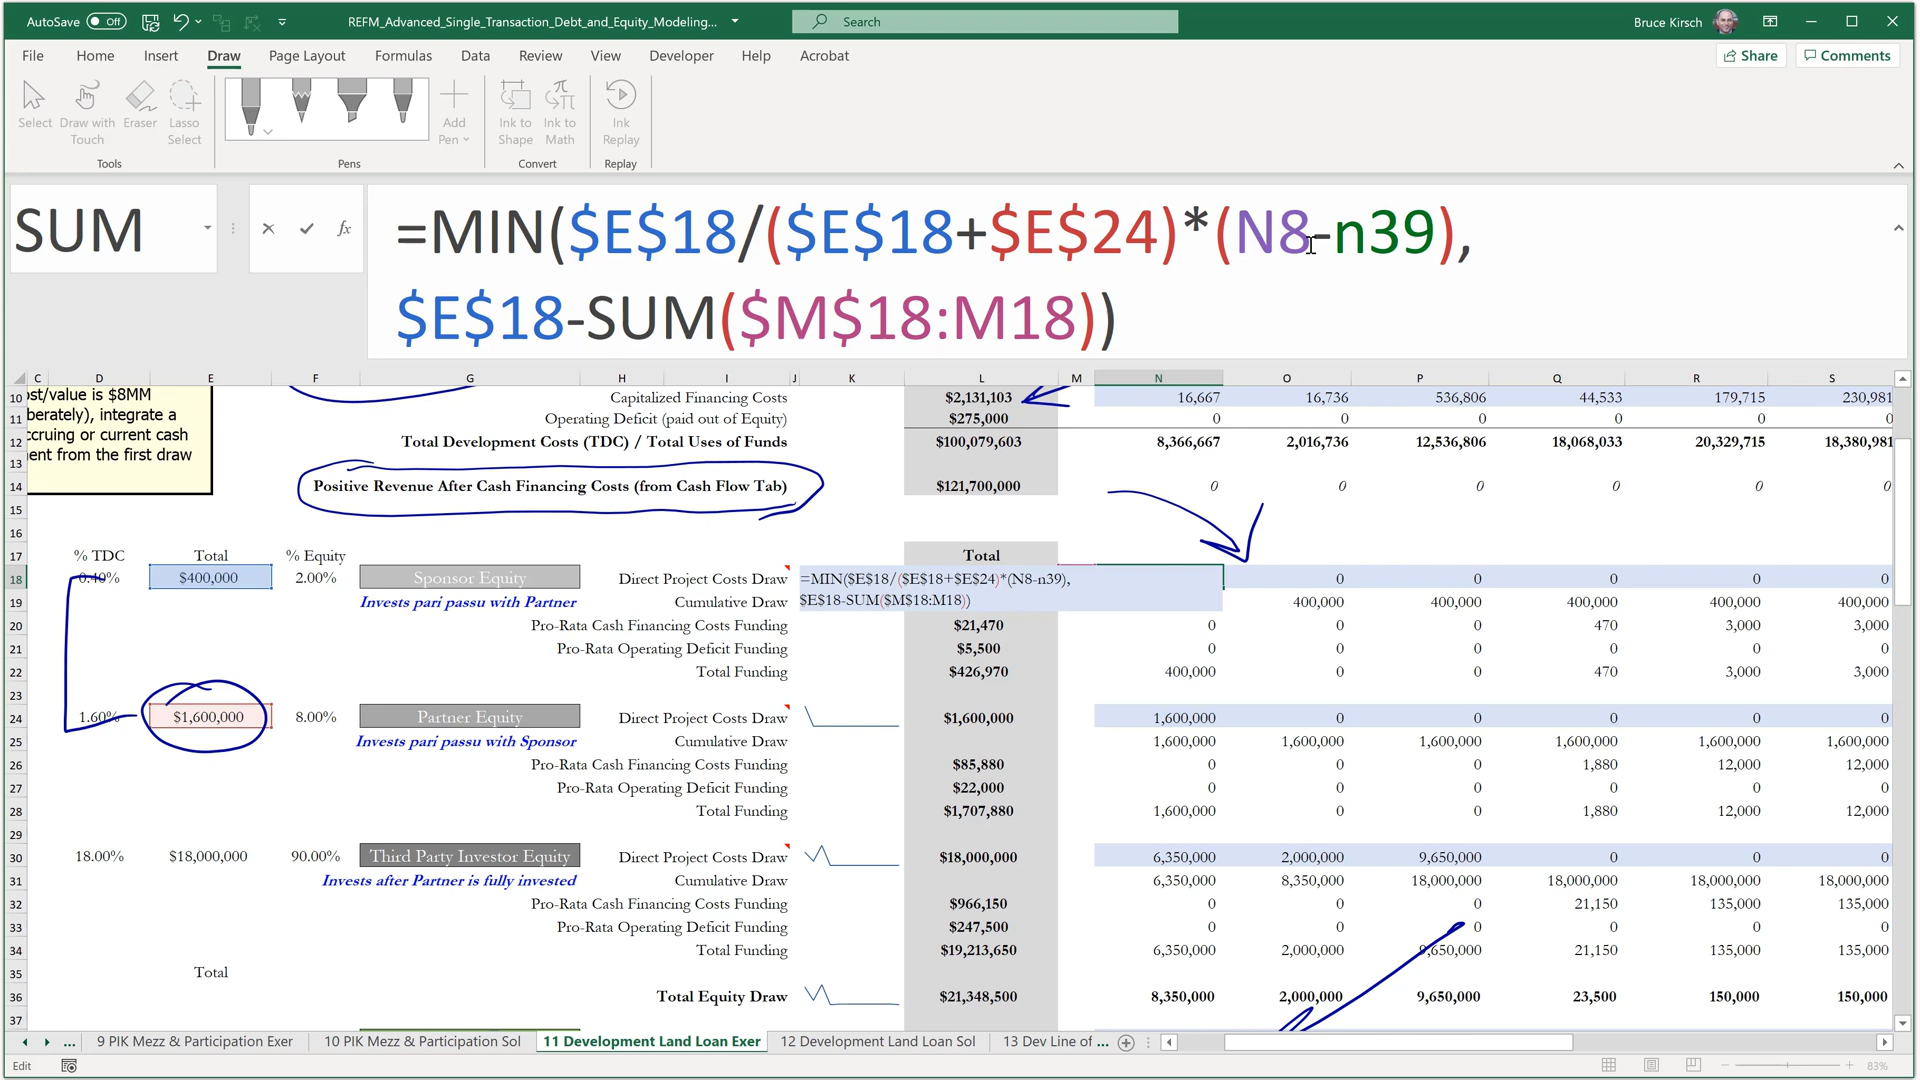 AutoSave Off REFM_Advanced_Single_Transaction_Debt_and_Equity_Modeling... Search Bruce Kirsch
File Home Insert Draw Page Layout Formulas Data Review View Developer Help Acrobat Share Comments
Select Draw with Touch Eraser Lasso Select Add Pen Ink to Shape Ink to Math Ink Replay
Tools Pens Convert Replay
SUM fx =MIN($E$18/($E$18+$E$24)*(N8-n39),
$E$18-SUM($M$18:M18))
C D E F G H I J K L M N O P Q R S
10 st/value is $8MM Capitalized Financing Costs $2,131,103 16,667 16,736 536,806 44,533 179,715 230,981
11 berately), integrate a Operating Deficit (paid out of Equity) $275,000 0 0 0 0 0 0
12 ccruing or current cash Total Development Costs (TDC) / Total Uses of Funds $100,079,603 8,366,667 2,016,736 12,536,806 18,068,033 20,329,715 18,380,981
13 ent from the first draw
14 Positive Revenue After Cash Financing Costs (from Cash Flow Tab) $121,700,000 0 0 0 0 0 0
15
16
17 % TDC Total % Equity Total
18 0.40% $400,000 2.00% Sponsor Equity Direct Project Costs Draw =MIN($E$18/($E$18+$E$24)*(N8-n39), 0 0 0 0 0
19 Invests pari passu with Partner Cumulative Draw $E$18-SUM($M$18:M18)) 400,000 400,000 400,000 400,000 400,000
20 Pro-Rata Cash Financing Costs Funding $21,470 0 0 0 470 3,000 3,000
21 Pro-Rata Operating Deficit Funding $5,500 0 0 0 0 0 0
22 Total Funding $426,970 400,000 0 0 470 3,000 3,000
23
24 1.60% $1,600,000 8.00% Partner Equity Direct Project Costs Draw $1,600,000 1,600,000 0 0 0 0 0
25 Invests pari passu with Sponsor Cumulative Draw 1,600,000 1,600,000 1,600,000 1,600,000 1,600,000 1,600,000
26 Pro-Rata Cash Financing Costs Funding $85,880 0 0 0 1,880 12,000 12,000
27 Pro-Rata Operating Deficit Funding $22,000 0 0 0 0 0 0
28 Total Funding $1,707,880 1,600,000 0 0 1,880 12,000 12,000
29
30 18.00% $18,000,000 90.00% Third Party Investor Equity Direct Project Costs Draw $18,000,000 6,350,000 2,000,000 9,650,000 0 0 0
31 Invests after Partner is fully invested Cumulative Draw 6,350,000 8,350,000 18,000,000 18,000,000 18,000,000 18,000,000
32 Pro-Rata Cash Financing Costs Funding $966,150 0 0 0 21,150 135,000 135,000
33 Pro-Rata Operating Deficit Funding $247,500 0 0 0 0 0 0
34 Total Funding $19,213,650 6,350,000 2,000,000 9,650,000 21,150 135,000 135,000
35 Total
36 Total Equity Draw $21,348,500 8,350,000 2,000,000 9,650,000 23,500 150,000 150,000
37
... 9 PIK Mezz & Participation Exer 10 PIK Mezz & Participation Sol 11 Development Land Loan Exer 12 Development Land Loan Sol 13 Dev Line of ...
Edit 83%